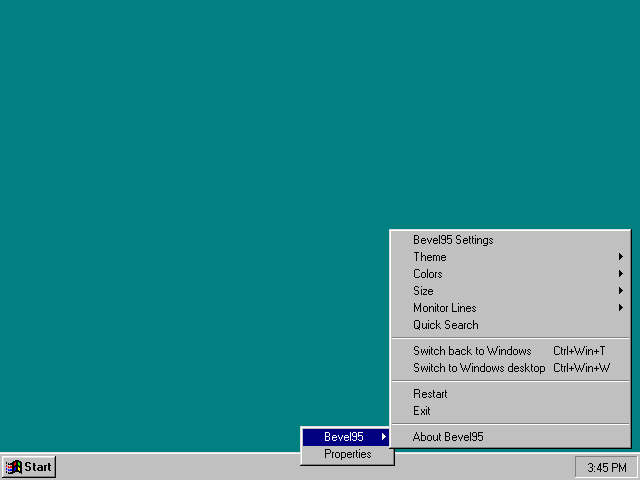 Bevel95 Settings
Theme
Colors
Size
Monitor Lines
Quick Search
Switch back to Windows Ctrl+Win+T
Switch to Windows desktop Ctrl+Win+W
Restart
Exit
About Bevel95
Bevel95
Properties
Start 3:45 PM